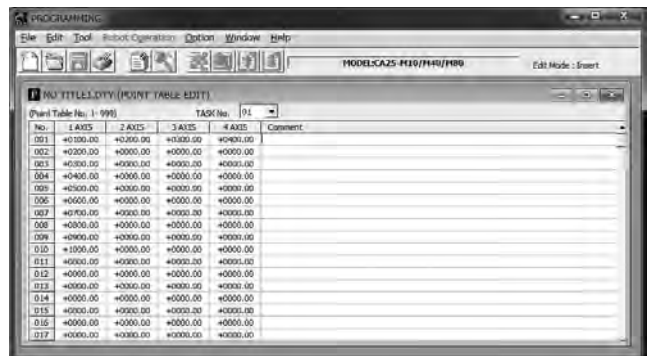 PROGRAMMING
File Edit Tool Robot Operation Option Window Help
MODEL:CA25-M10/M40/M80 Edit Mode : Insert
NO TITLE1.DTY:(POINT TABLE EDIT)
(Point Table No. 1- 999) TASK No. 01
No. 1 AXIS 2 AXIS 3 AXIS 4 AXIS Comment
001 +0100.00 +0200.00 +0300.00 +0400.00
002 +0200.00 +0000.00 +0000.00 +0000.00
003 +0300.00 +0000.00 +0000.00 +0000.00
004 +0400.00 +0000.00 +0000.00 +0000.00
005 +0500.00 +0000.00 +0000.00 +0000.00
006 +0600.00 +0000.00 +0000.00 +0000.00
007 +0700.00 +0000.00 +0000.00 +0000.00
008 +0800.00 +0000.00 +0000.00 +0000.00
009 +0900.00 +0000.00 +0000.00 +0000.00
010 +1000.00 +0000.00 +0000.00 +0000.00
011 +0000.00 +0000.00 +0000.00 +0000.00
012 +0000.00 +0000.00 +0000.00 +0000.00
013 +0000.00 +0000.00 +0000.00 +0000.00
014 +0000.00 +0000.00 +0000.00 +0000.00
015 +0000.00 +0000.00 +0000.00 +0000.00
016 +0000.00 +0000.00 +0000.00 +0000.00
017 +0000.00 +0000.00 +0000.00 +0000.00